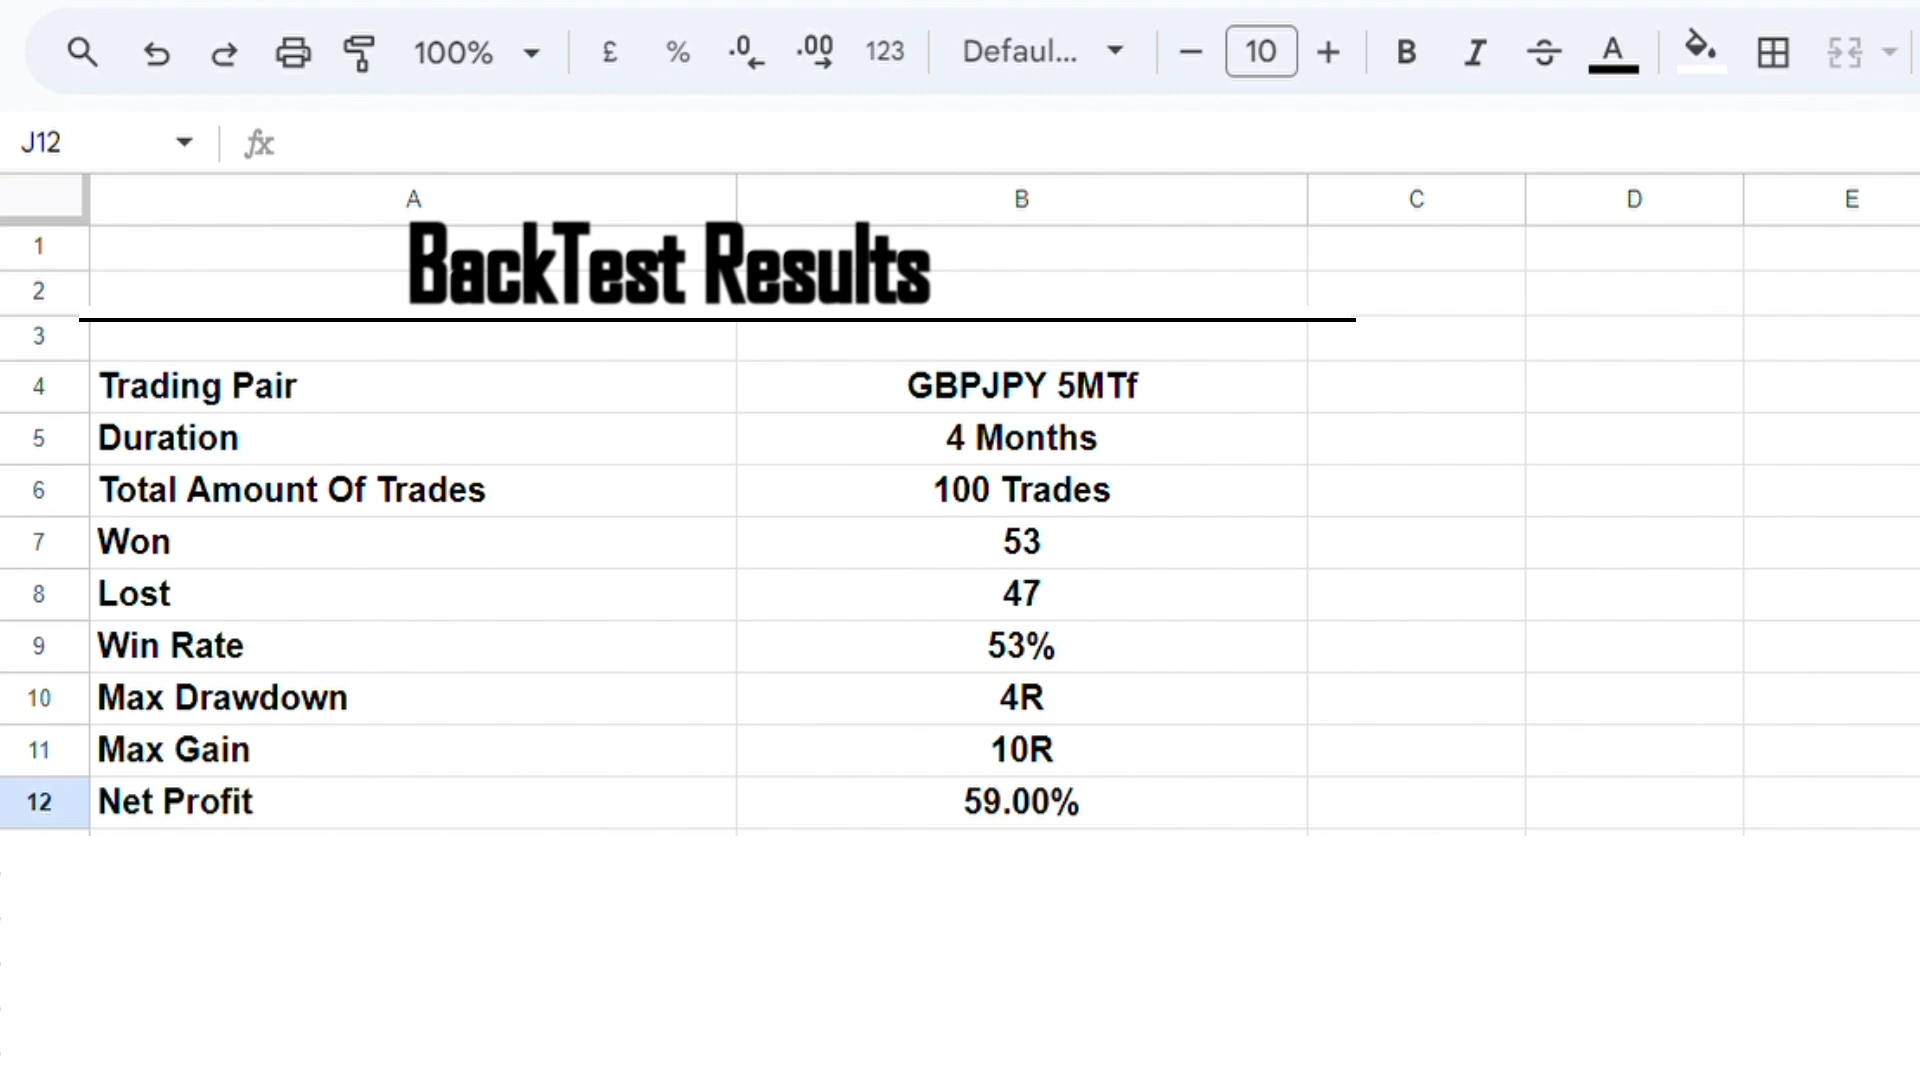 100% £ % .0 .00 123 Defaul... 10 B I S A
J12 fx
A B C D E
1 BackTest Results
2
3
4 Trading Pair GBPJPY 5MTf
5 Duration 4 Months
6 Total Amount Of Trades 100 Trades
7 Won 53
8 Lost 47
9 Win Rate 53%
10 Max Drawdown 4R
11 Max Gain 10R
12 Net Profit 59.00%